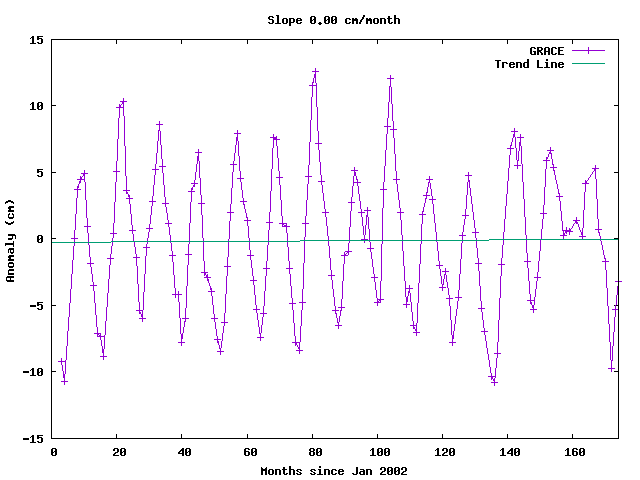 Slope 0.00 cm/month
GRACE
Trend Line
15
10
5
0
-5
-10
-15
Anomaly (cm)
0 20 40 60 80 100 120 140 160
Months since Jan 2002